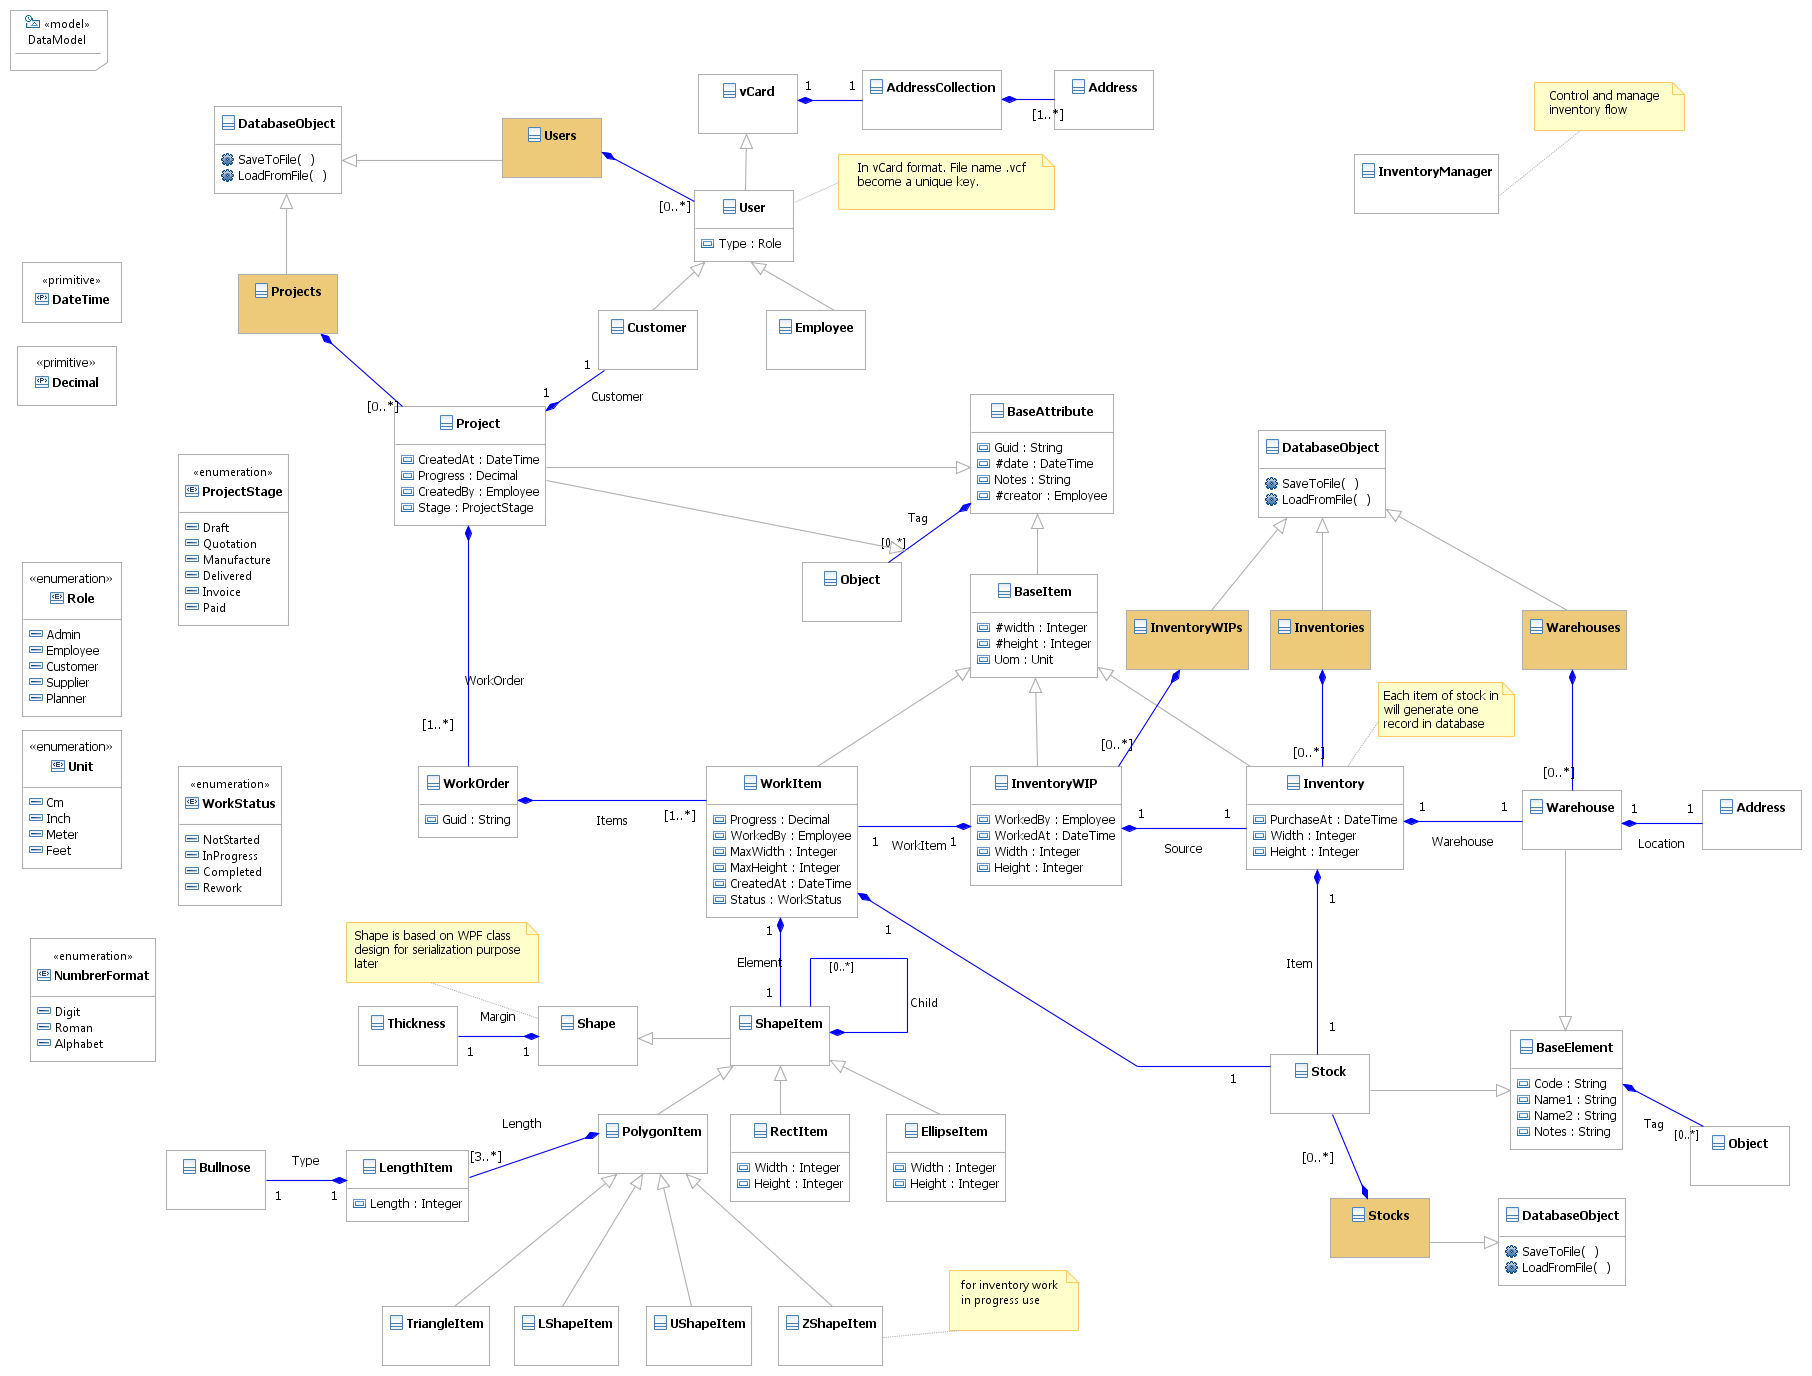 «model»
DataModel
vCard
1
1
AddressCollection
[1..*]
Address
Control and manage
inventory flow
InventoryManager
DatabaseObject
SaveToFile( )
LoadFromFile( )
Users
[0..*]
In vCard format. File name .vcf
become a unique key.
User
Type : Role
«primitive»
DateTime
Projects
Customer
Employee
«primitive»
Decimal
1
1
Customer
[0..*]
Project
CreatedAt : DateTime
Progress : Decimal
CreatedBy : Employee
Stage : ProjectStage
BaseAttribute
Guid : String
#date : DateTime
Notes : String
#creator : Employee
DatabaseObject
SaveToFile( )
LoadFromFile( )
«enumeration»
ProjectStage
Draft
Quotation
Manufacture
Delivered
Invoice
Paid
Tag
[0..*]
Object
«enumeration»
Role
Admin
Employee
Customer
Supplier
Planner
BaseItem
#width : Integer
#height : Integer
Uom : Unit
InventoryWIPs
Inventories
Warehouses
WorkOrder
[1..*]
Each item of stock in
will generate one
record in database
[0..*]
[0..*]
[0..*]
«enumeration»
Unit
Cm
Inch
Meter
Feet
«enumeration»
WorkStatus
NotStarted
InProgress
Completed
Rework
WorkOrder
Guid : String
Items
[1..*]
WorkItem
Progress : Decimal
WorkedBy : Employee
MaxWidth : Integer
MaxHeight : Integer
CreatedAt : DateTime
Status : WorkStatus
1
WorkItem
1
InventoryWIP
WorkedBy : Employee
WorkedAt : DateTime
Width : Integer
Height : Integer
1
1
Source
Inventory
PurchaseAt : DateTime
Width : Integer
Height : Integer
1
1
Warehouse
Warehouse
1
1
Location
Address
«enumeration»
NumbrerFormat
Digit
Roman
Alphabet
Shape is based on WPF class
design for serialization purpose
later
1
Element
1
1
1
1
Item
1
[0..*]
Child
Thickness
Margin
1
1
Shape
ShapeItem
Stock
BaseElement
Code : String
Name1 : String
Name2 : String
Notes : String
Tag
[0..*]
Object
Bullnose
Type
1
1
LengthItem
Length : Integer
Length
[3..*]
PolygonItem
RectItem
Width : Integer
Height : Integer
EllipseItem
Width : Integer
Height : Integer
[0..*]
Stocks
DatabaseObject
SaveToFile( )
LoadFromFile( )
for inventory work
in progress use
TriangleItem
LShapeItem
UShapeItem
ZShapeItem